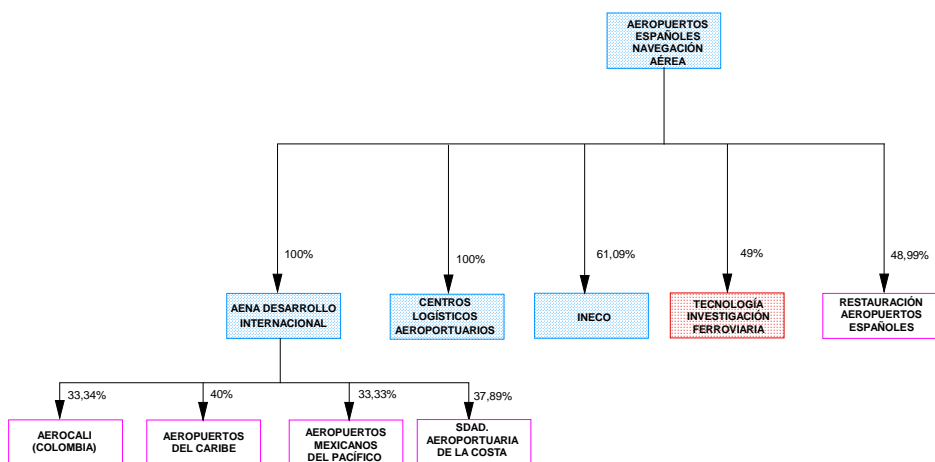 AEROPUERTOS
ESPAÑOLES
NAVEGACIÓN
AÉREA
100%
100%
61,09%
49%
48,99%
AENA DESARROLLO
INTERNACIONAL
CENTROS
LOGÍSTICOS
AEROPORTUARIOS
INECO
TECNOLOGÍA
INVESTIGACIÓN
FERROVIARIA
RESTAURACIÓN
AEROPUERTOS
ESPAÑOLES
33,34%
40%
33,33%
37,89%
AEROCALI
(COLOMBIA)
AEROPUERTOS
DEL CARIBE
AEROPUERTOS
MEXICANOS
DEL PACÍFICO
SDAD.
AEROPORTUARIA
DE LA COSTA